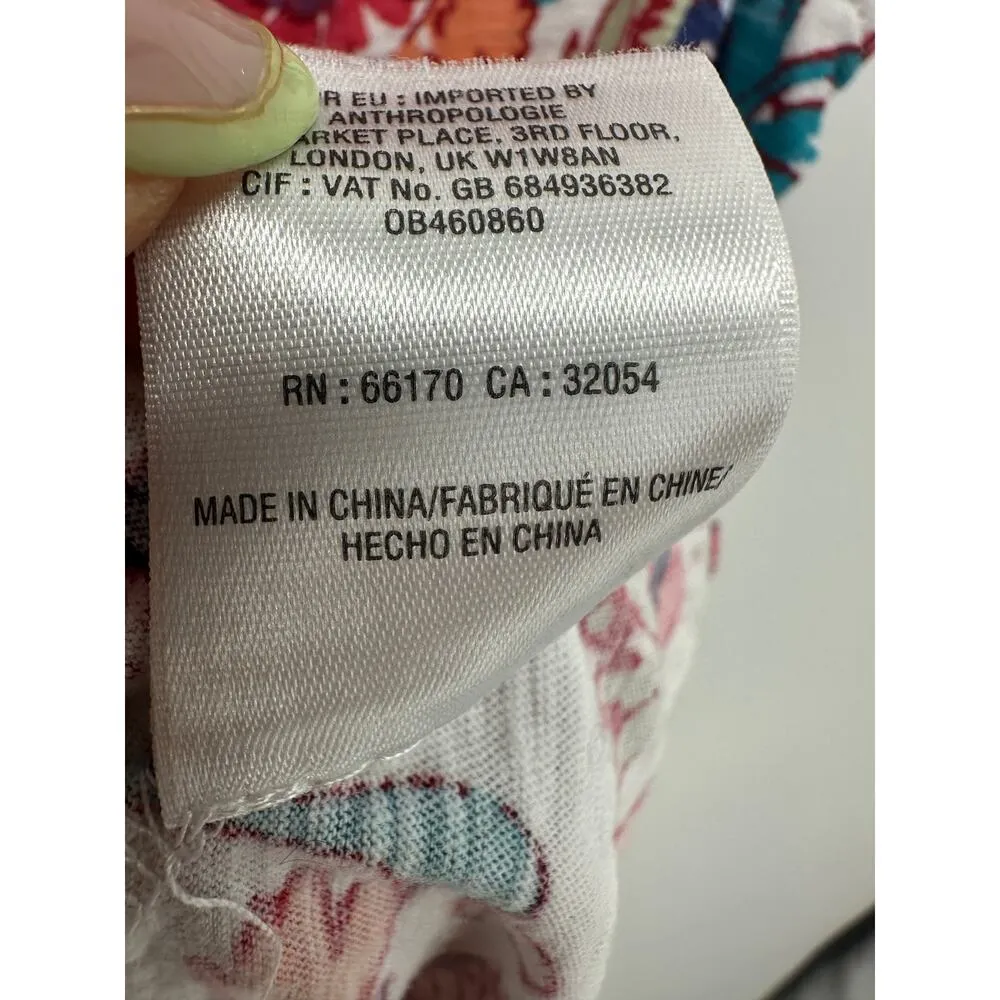 EU : IMPORTED BY
ANTHROPOLOGIE
PLACE, 3RD FLOOR,
LONDON, UK W1W8AN
CIF : VAT No. GB 684936382
OB460860
RN : 66170 CA : 32054
MADE IN CHINA/FABRIQUÉ EN CHINE/
HECHO EN CHINA